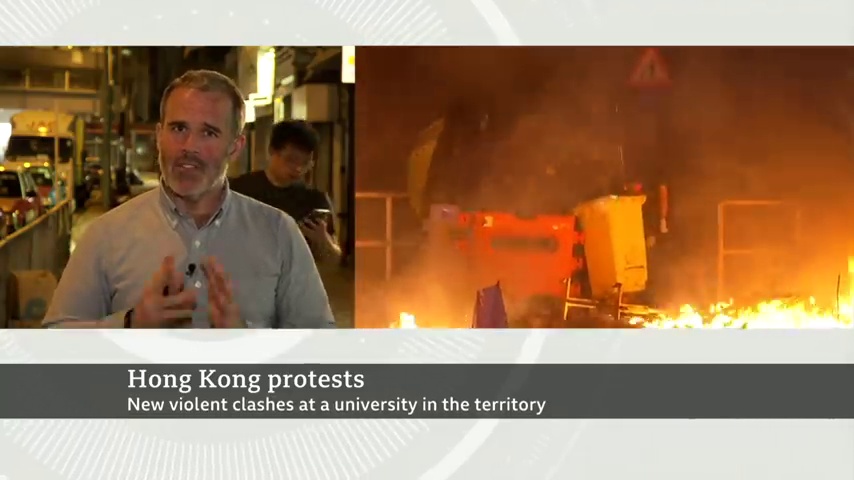 Hong Kong protests
New violent clashes at a university in the territory